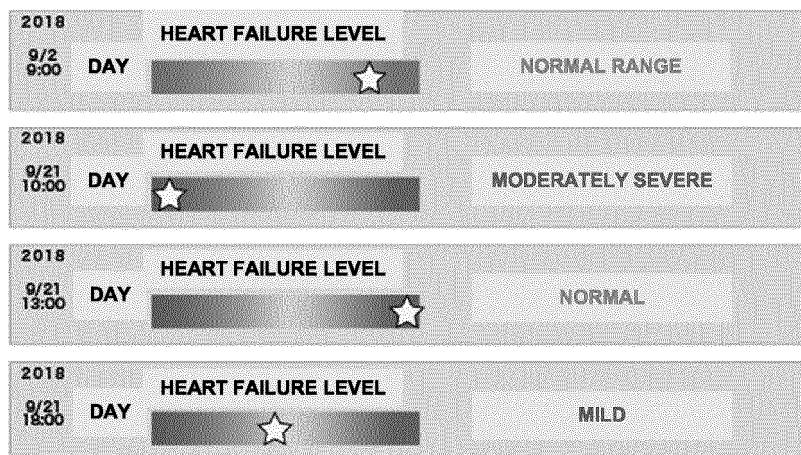 2018
HEART FAILURE LEVEL
9/2
9:00
DAY
NORMAL RANGE
2018
HEART FAILURE LEVEL
9/21
10:00
DAY
MODERATELY SEVERE
2018
HEART FAILURE LEVEL
9/21
13:00
DAY
NORMAL
2018
HEART FAILURE LEVEL
9/21
18:00
DAY
MILD